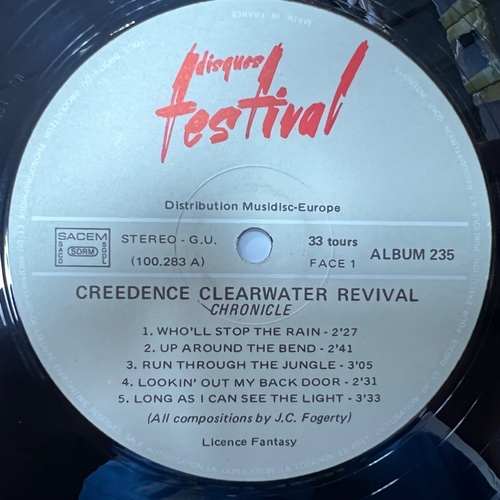 disques
festival
MADE IN FRANCE
Distribution Musidisc-Europe
SACEM
SACD
SDRM
SGDL
STEREO - G.U.
(100.283 A)
33 tours
FACE 1
ALBUM 235
CREEDENCE CLEARWATER REVIVAL
CHRONICLE
1. WHO'LL STOP THE RAIN - 2'27
2. UP AROUND THE BEND - 2'41
3. RUN THROUGH THE JUNGLE - 3'05
4. LOOKIN' OUT MY BACK DOOR - 2'31
5. LONG AS I CAN SEE THE LIGHT - 3'33
(All compositions by J.C. Fogerty)
Licence Fantasy